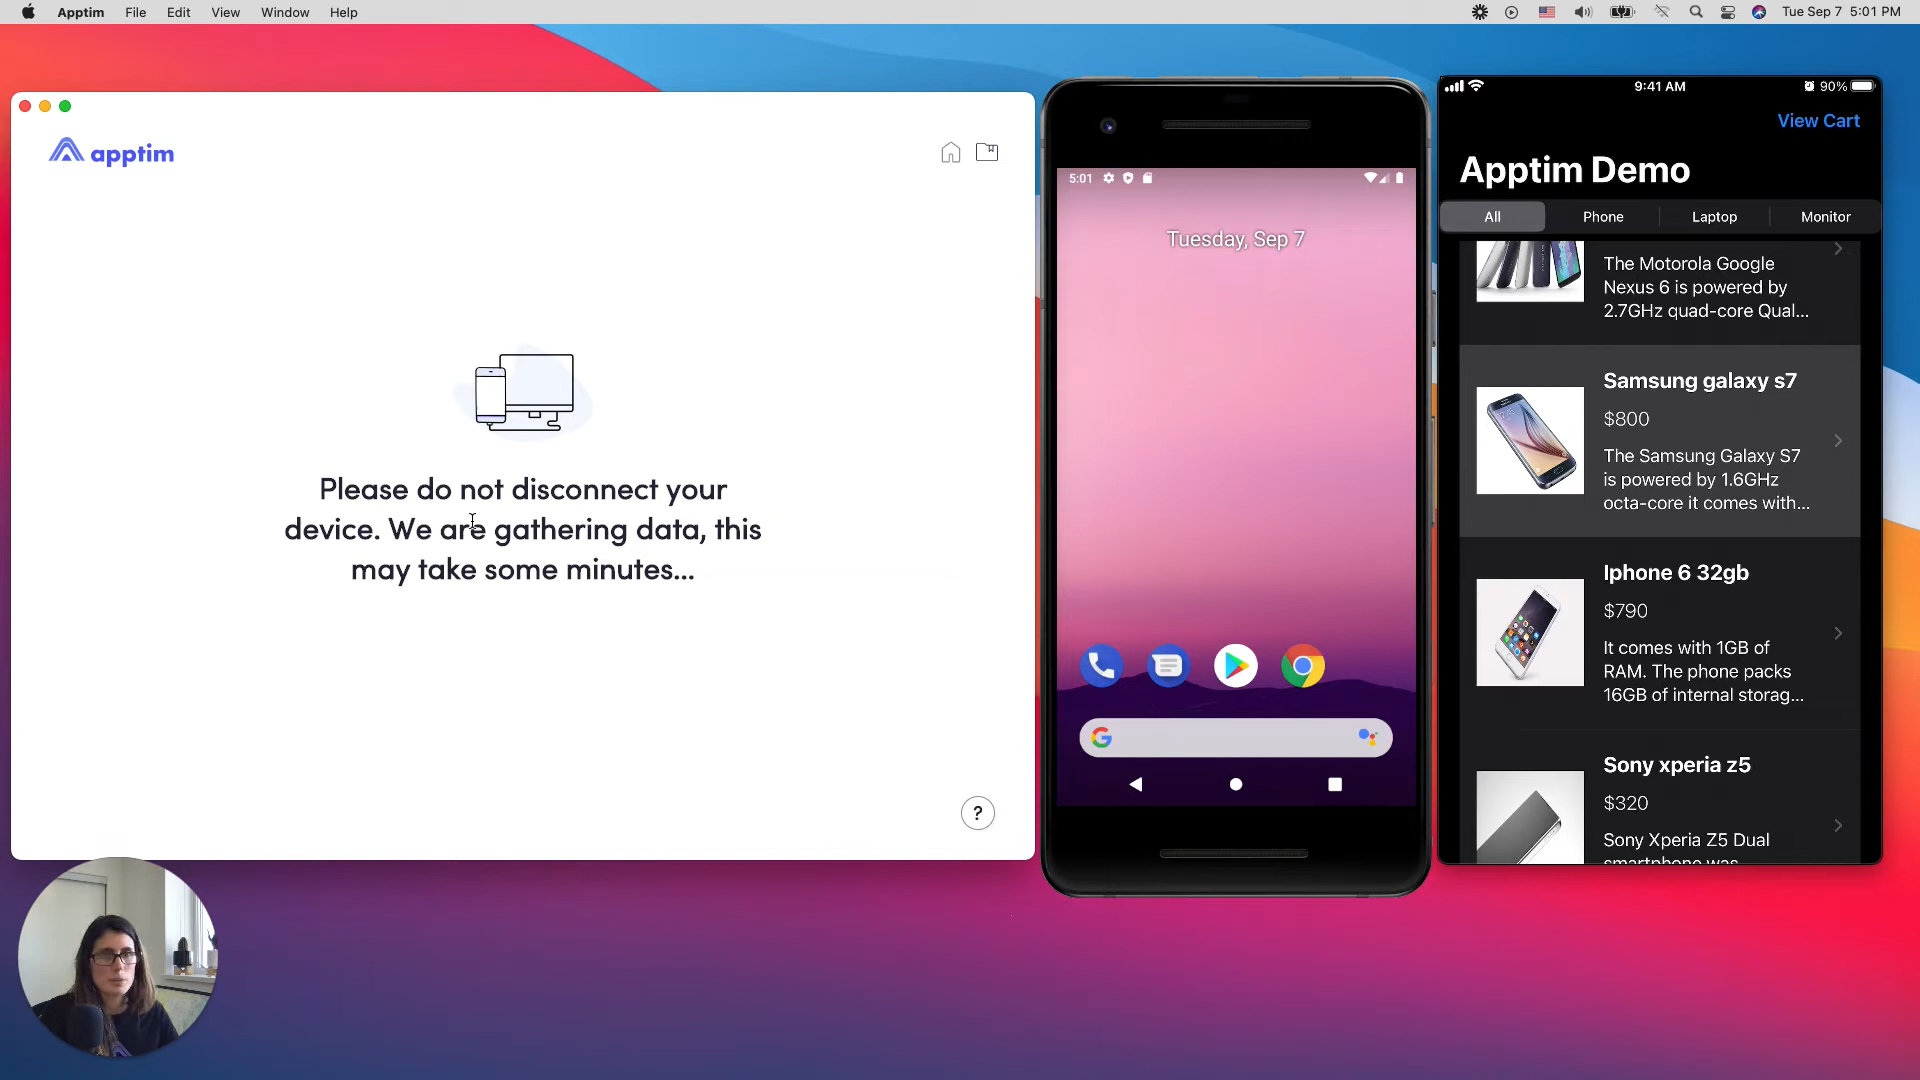 Apptim File Edit View Window Help
Tue Sep 7 5:01 PM
apptim
Please do not disconnect your
device. We are gathering data, this
may take some minutes...
?
5:01
Tuesday, Sep 7
G
9:41 AM
90%
View Cart
Apptim Demo
All Phone Laptop Monitor
The Motorola Google
Nexus 6 is powered by
2.7GHz quad-core Qual...
Samsung galaxy s7
$800
The Samsung Galaxy S7
is powered by 1.6GHz
octa-core it comes with...
Iphone 6 32gb
$790
It comes with 1GB of
RAM. The phone packs
16GB of internal storag...
Sony xperia z5
$320
Sony Xperia Z5 Dual
smartphone was